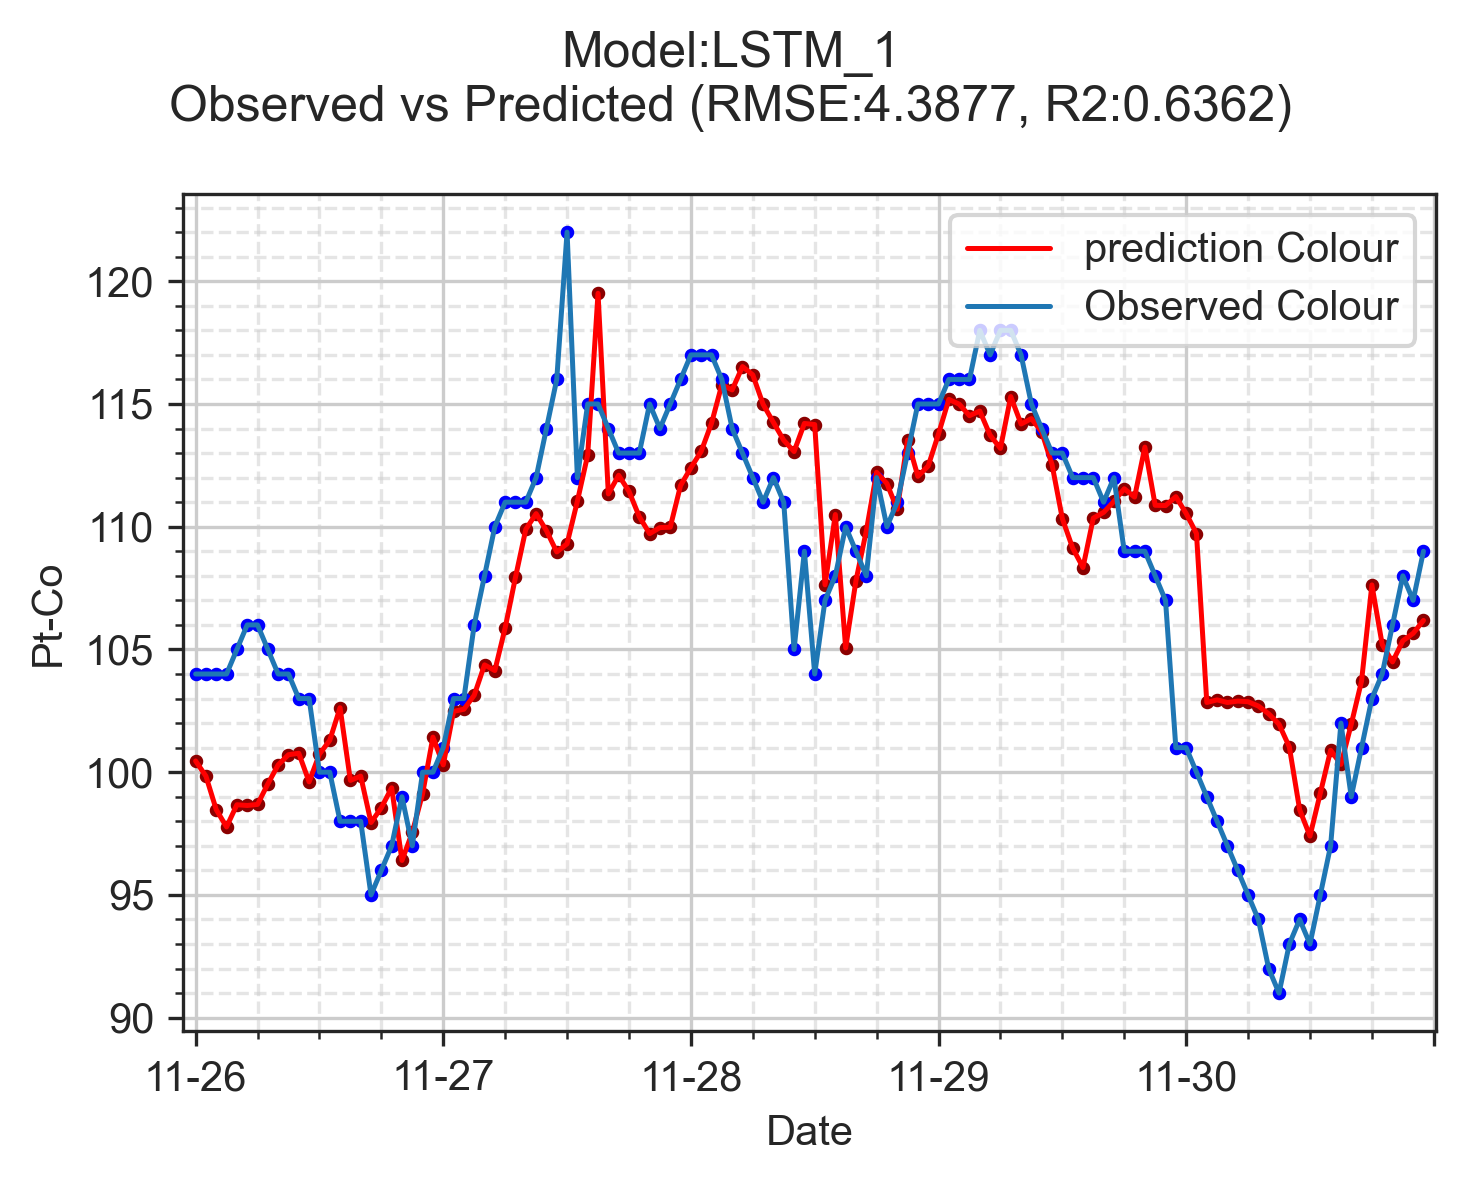 Model:LSTM_1
Observed vs Predicted (RMSE:4.3877, R2:0.6362)
prediction Colour
Observed Colour
120
115
110
105
100
95
90
Pt-Co
11-26 11-27 11-28 11-29 11-30
Date